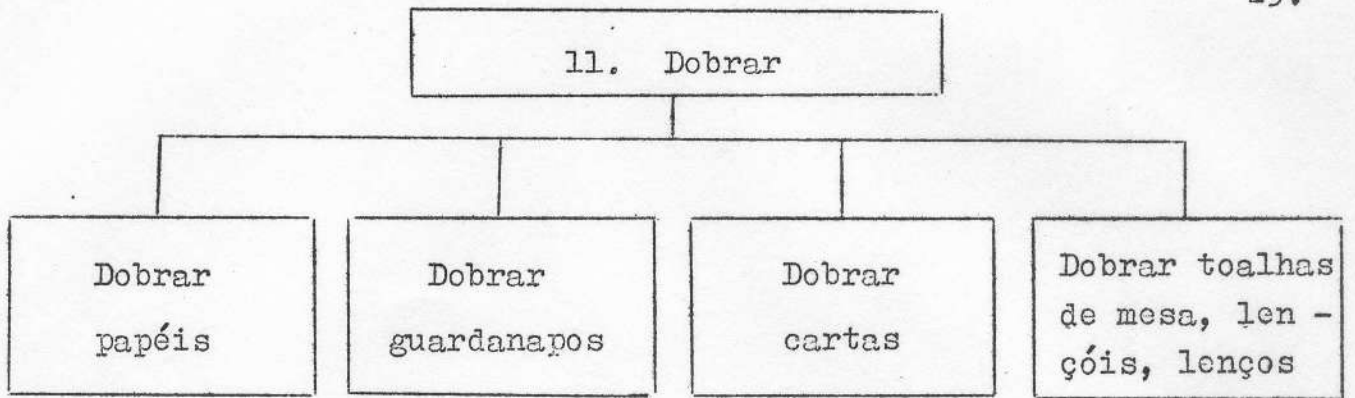 11. Dobrar
Dobrar
papéis
Dobrar
guardanapos
Dobrar
cartas
Dobrar toalhas
de mesa, len -
çóis, lenços